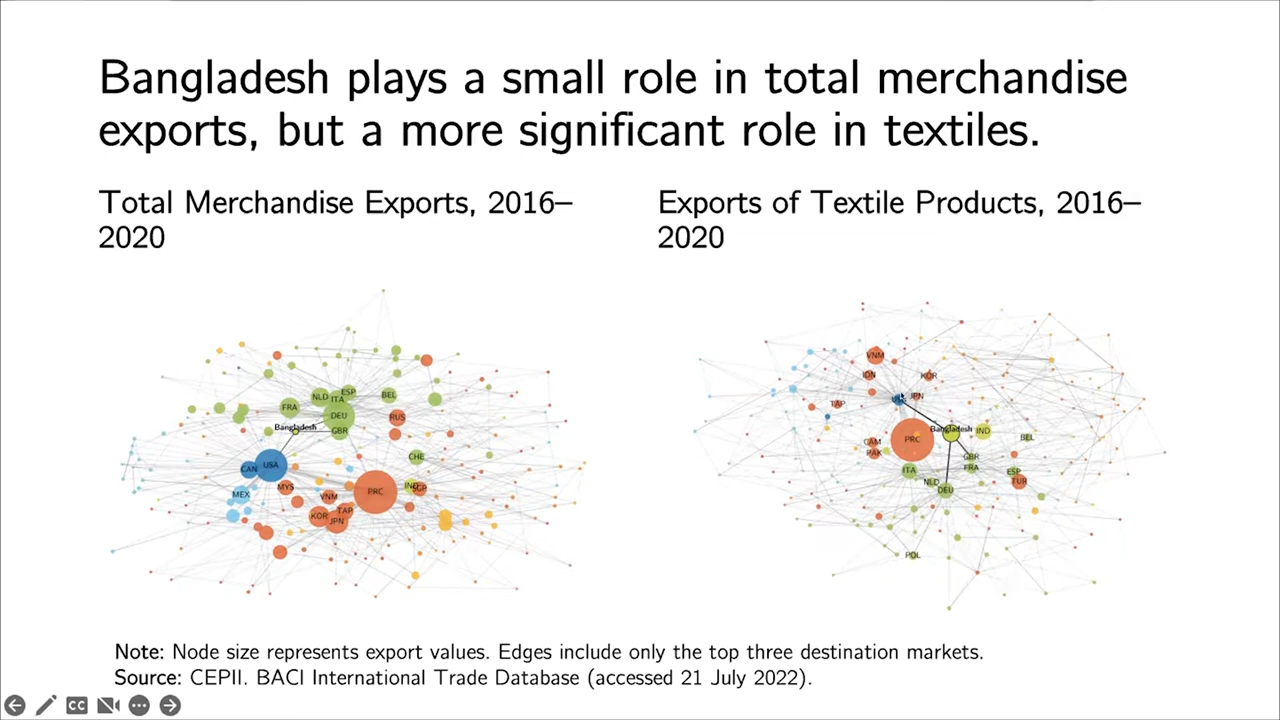 Bangladesh plays a small role in total merchandise
exports, but a more significant role in textiles.
Total Merchandise Exports, 2016–
2020
Exports of Textile Products, 2016–
2020
ESP
NLD
ITA
BEL
FRA
DEU
RUS
Bangladesh
GBR
CHE
USA
CAN
MYS
PRC
MEX
VNM
TAP
KOR
JPN
VNM
IDN
KOR
JPN
TAP
Bangladesh
IND
PRC
BEL
CAM
PAK
GBR
FRA
ITA
ESP
NLD
TUR
DEU
POL
Note: Node size represents export values. Edges include only the top three destination markets.
Source: CEPII. BACI International Trade Database (accessed 21 July 2022).
CC